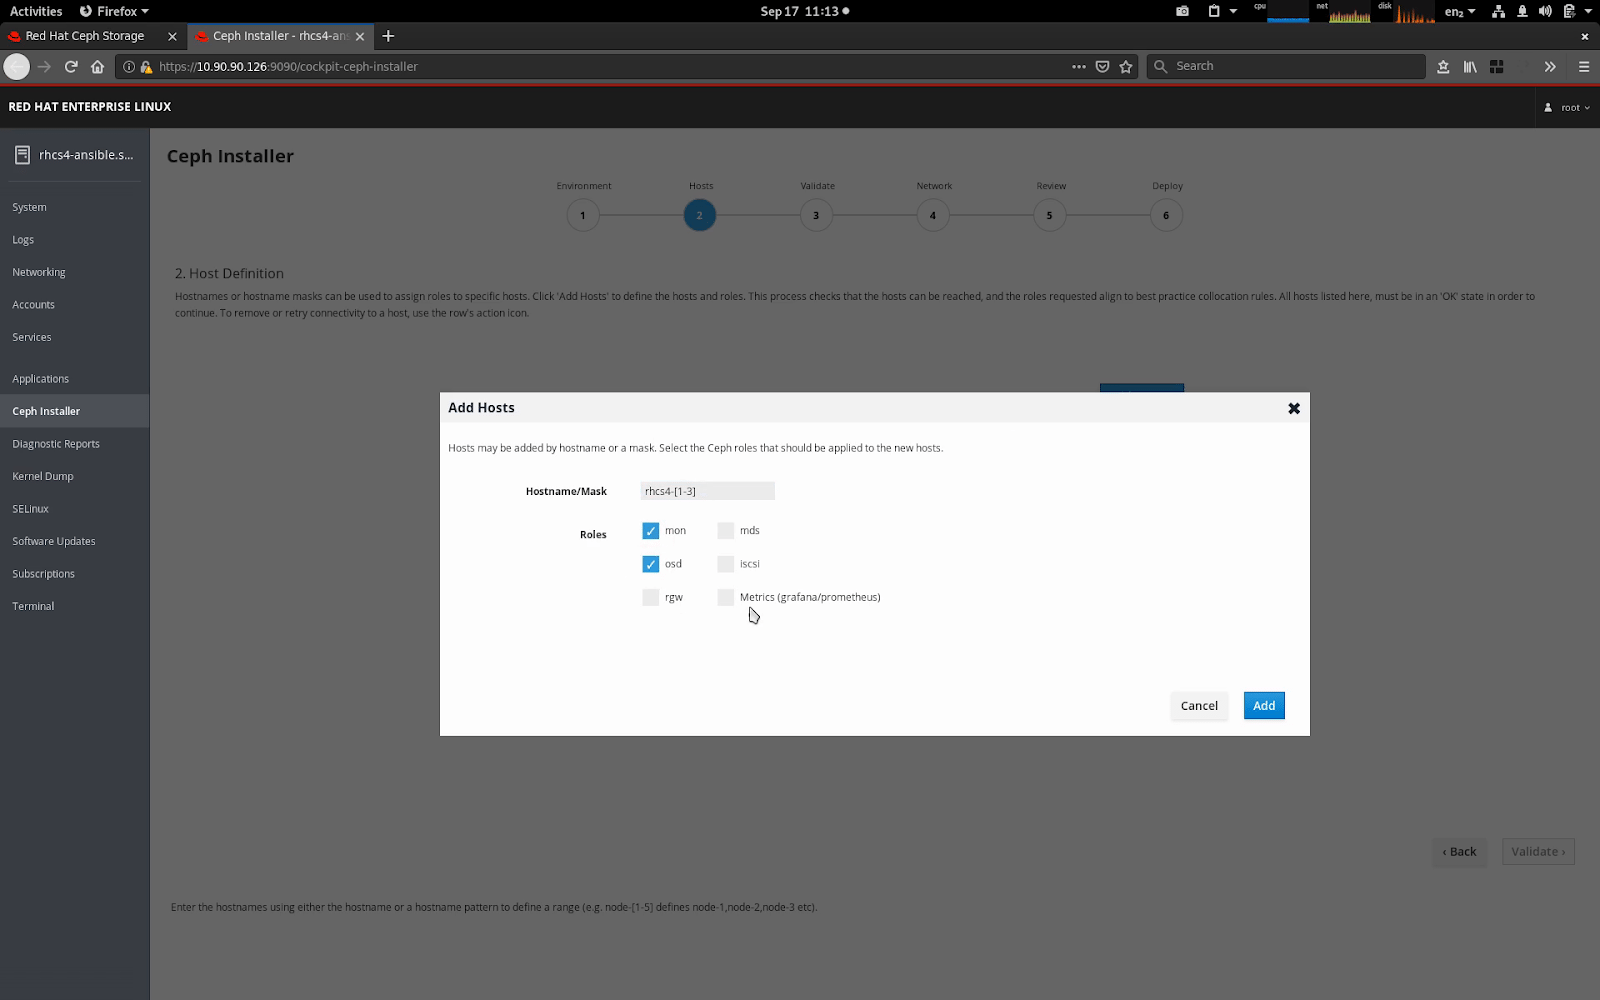 Activities Firefox Sep 17 11:13 cpu net disk en₂
Red Hat Ceph Storage Ceph Installer - rhcs4-ans
https://10.90.90.126:9090/cockpit-ceph-installer Search
RED HAT ENTERPRISE LINUX root
rhcs4-ansible.s...
System
Logs
Networking
Accounts
Services
Applications
Ceph Installer
Diagnostic Reports
Kernel Dump
SELinux
Software Updates
Subscriptions
Terminal
Ceph Installer
Environment Hosts Validate Network Review Deploy
1 2 3 4 5 6
2. Host Definition
Hostnames or hostname masks can be used to assign roles to specific hosts. Click 'Add Hosts' to define the hosts and roles. This process checks that the hosts can be reached, and the roles requested align to best practice collocation rules. All hosts listed here, must be in an 'OK' state in order to
continue. To remove or retry connectivity to a host, use the row's action icon.
Add Hosts
Hosts may be added by hostname or a mask. Select the Ceph roles that should be applied to the new hosts.
Hostname/Mask rhcs4-[1-3]
Roles mon mds
osd iscsi
rgw Metrics (grafana/prometheus)
Cancel Add
‹ Back Validate ›
Enter the hostnames using either the hostname or a hostname pattern to define a range (e.g. node-[1-5] defines node-1,node-2,node-3 etc).